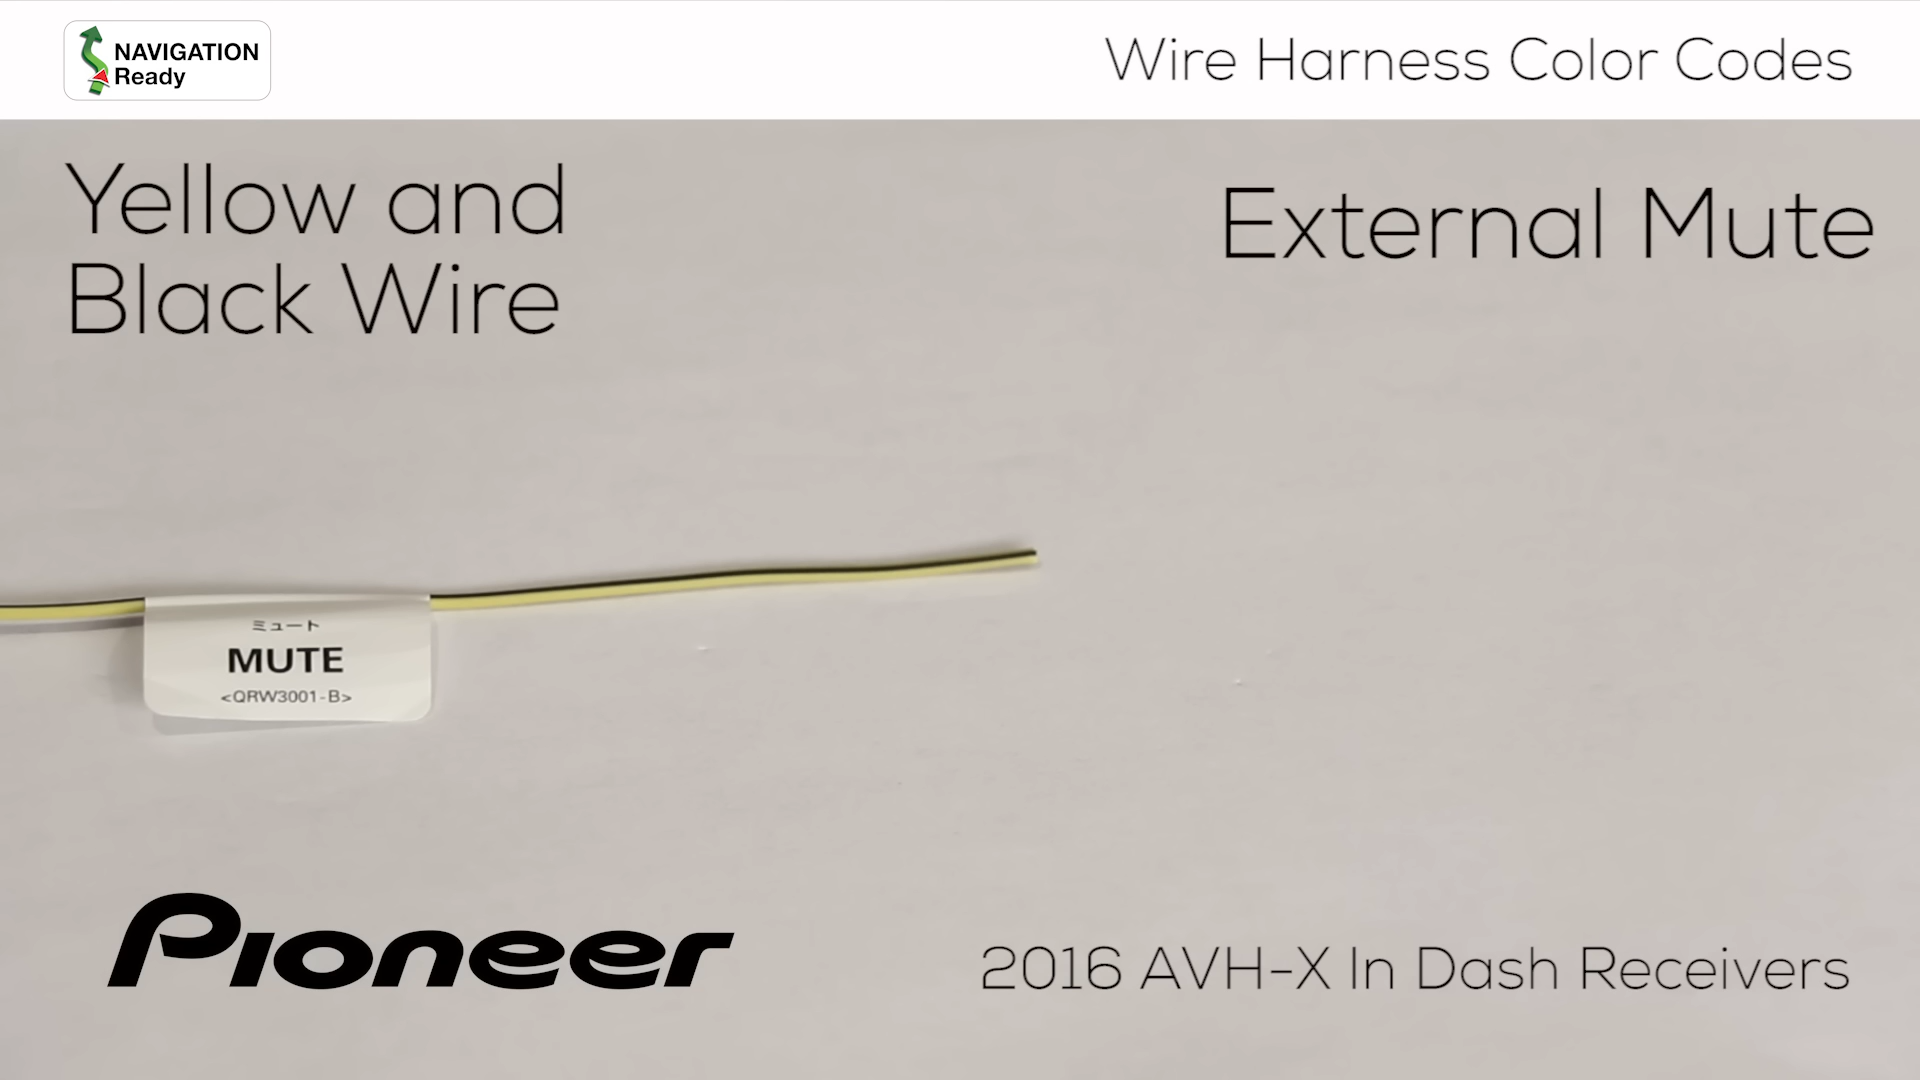 NAVIGATION
Ready
Wire Harness Color Codes
Yellow and
Black Wire
External Mute
ミュート
MUTE
<QRW3001-B>
Pioneer
2016 AVH-X In Dash Receivers